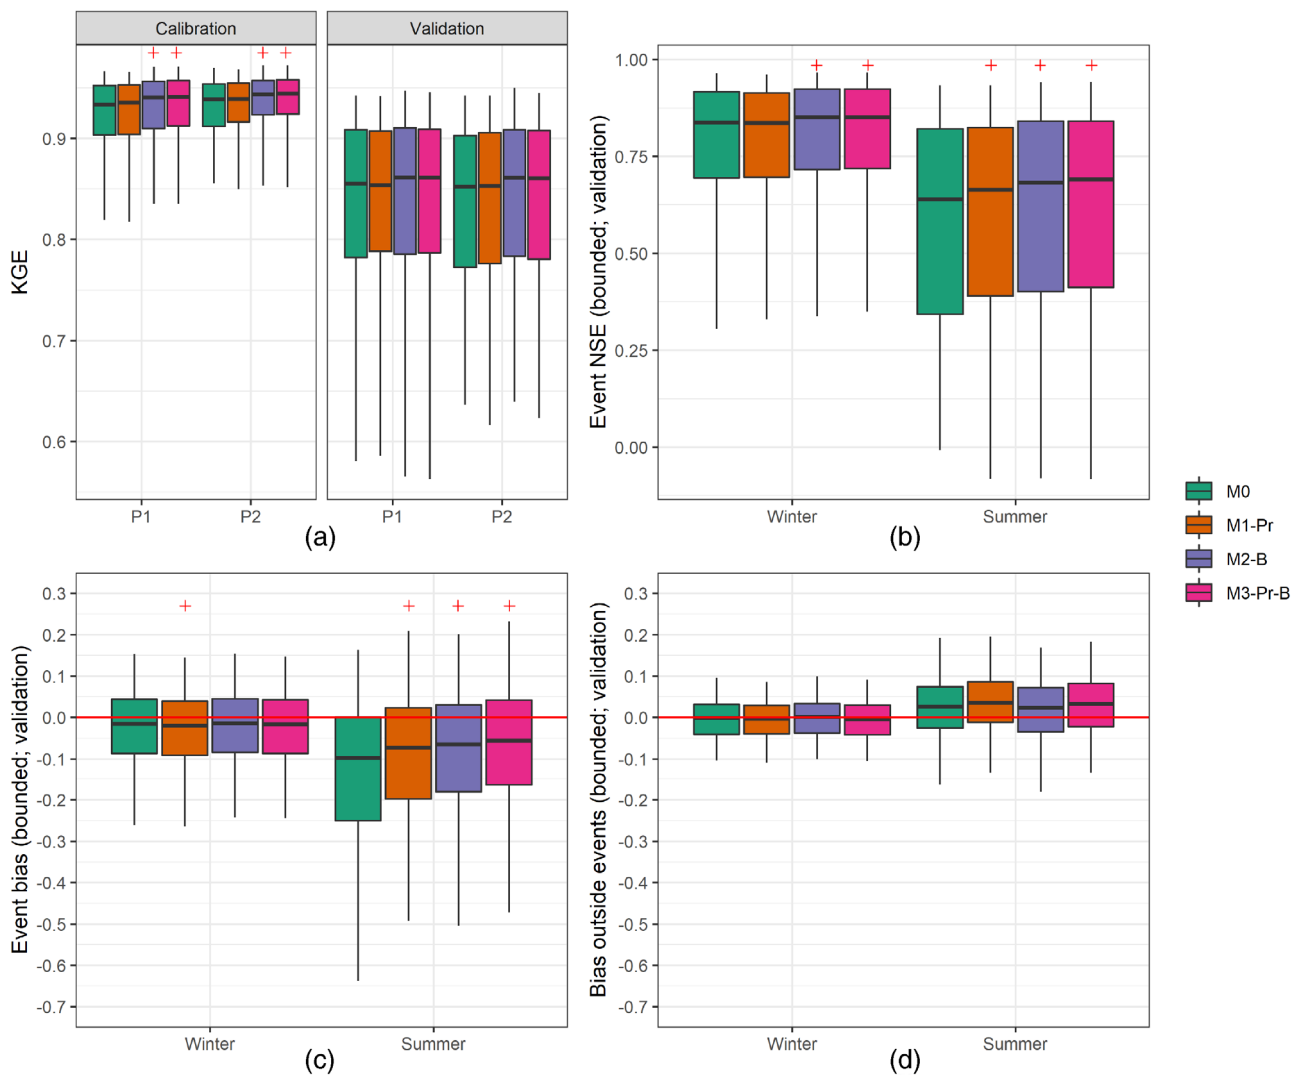 Calibration
Validation
KGE
0.9
0.8
0.7
0.6
P1
P2
P1
P2
(a)
Event NSE (bounded; validation)
1.00
0.75
0.50
0.25
0.00
Winter
Summer
(b)
M0
M1-Pr
M2-B
M3-Pr-B
Event bias (bounded; validation)
0.3
0.2
0.1
0.0
-0.1
-0.2
-0.3
-0.4
-0.5
-0.6
-0.7
Winter
Summer
(c)
Bias outside events (bounded; validation)
0.3
0.2
0.1
0.0
-0.1
-0.2
-0.3
-0.4
-0.5
-0.6
-0.7
Winter
Summer
(d)